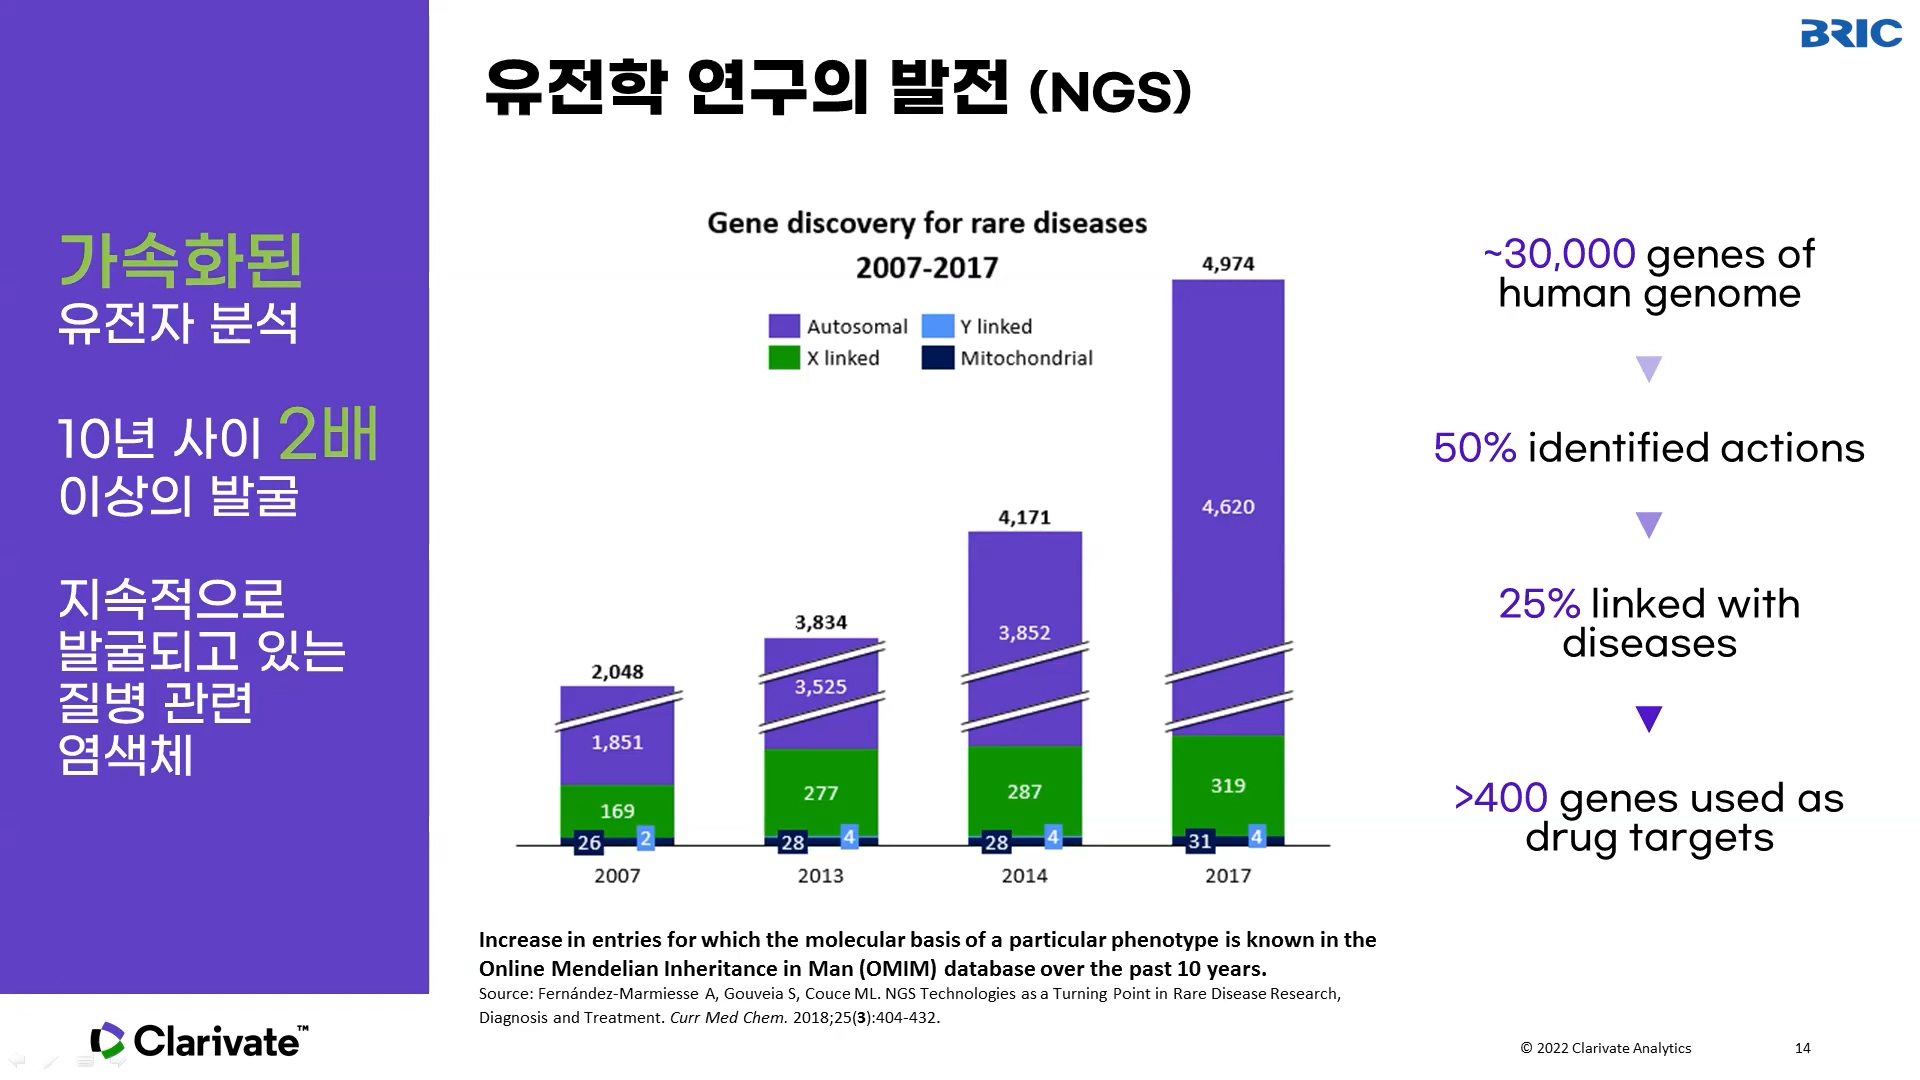 BRIC
유전학 연구의 발전 (NGS)
가속화된
유전자 분석
10년 사이 2배
이상의 발굴
지속적으로
발굴되고 있는
질병 관련
염색체
Gene discovery for rare diseases
2007-2017
Autosomal
Y linked
X linked
Mitochondrial
2,048
1,851
169
26
2
2007
3,834
3,525
277
28
4
2013
4,171
3,852
287
28
4
2014
4,974
4,620
319
31
4
2017
~30,000 genes of
human genome
50% identified actions
25% linked with
diseases
>400 genes used as
drug targets
Increase in entries for which the molecular basis of a particular phenotype is known in the
Online Mendelian Inheritance in Man (OMIM) database over the past 10 years.
Source: Fernández-Marmiesse A, Gouveia S, Couce ML. NGS Technologies as a Turning Point in Rare Disease Research,
Diagnosis and Treatment. Curr Med Chem. 2018;25(3):404-432.
Clarivate™
© 2022 Clarivate Analytics
14